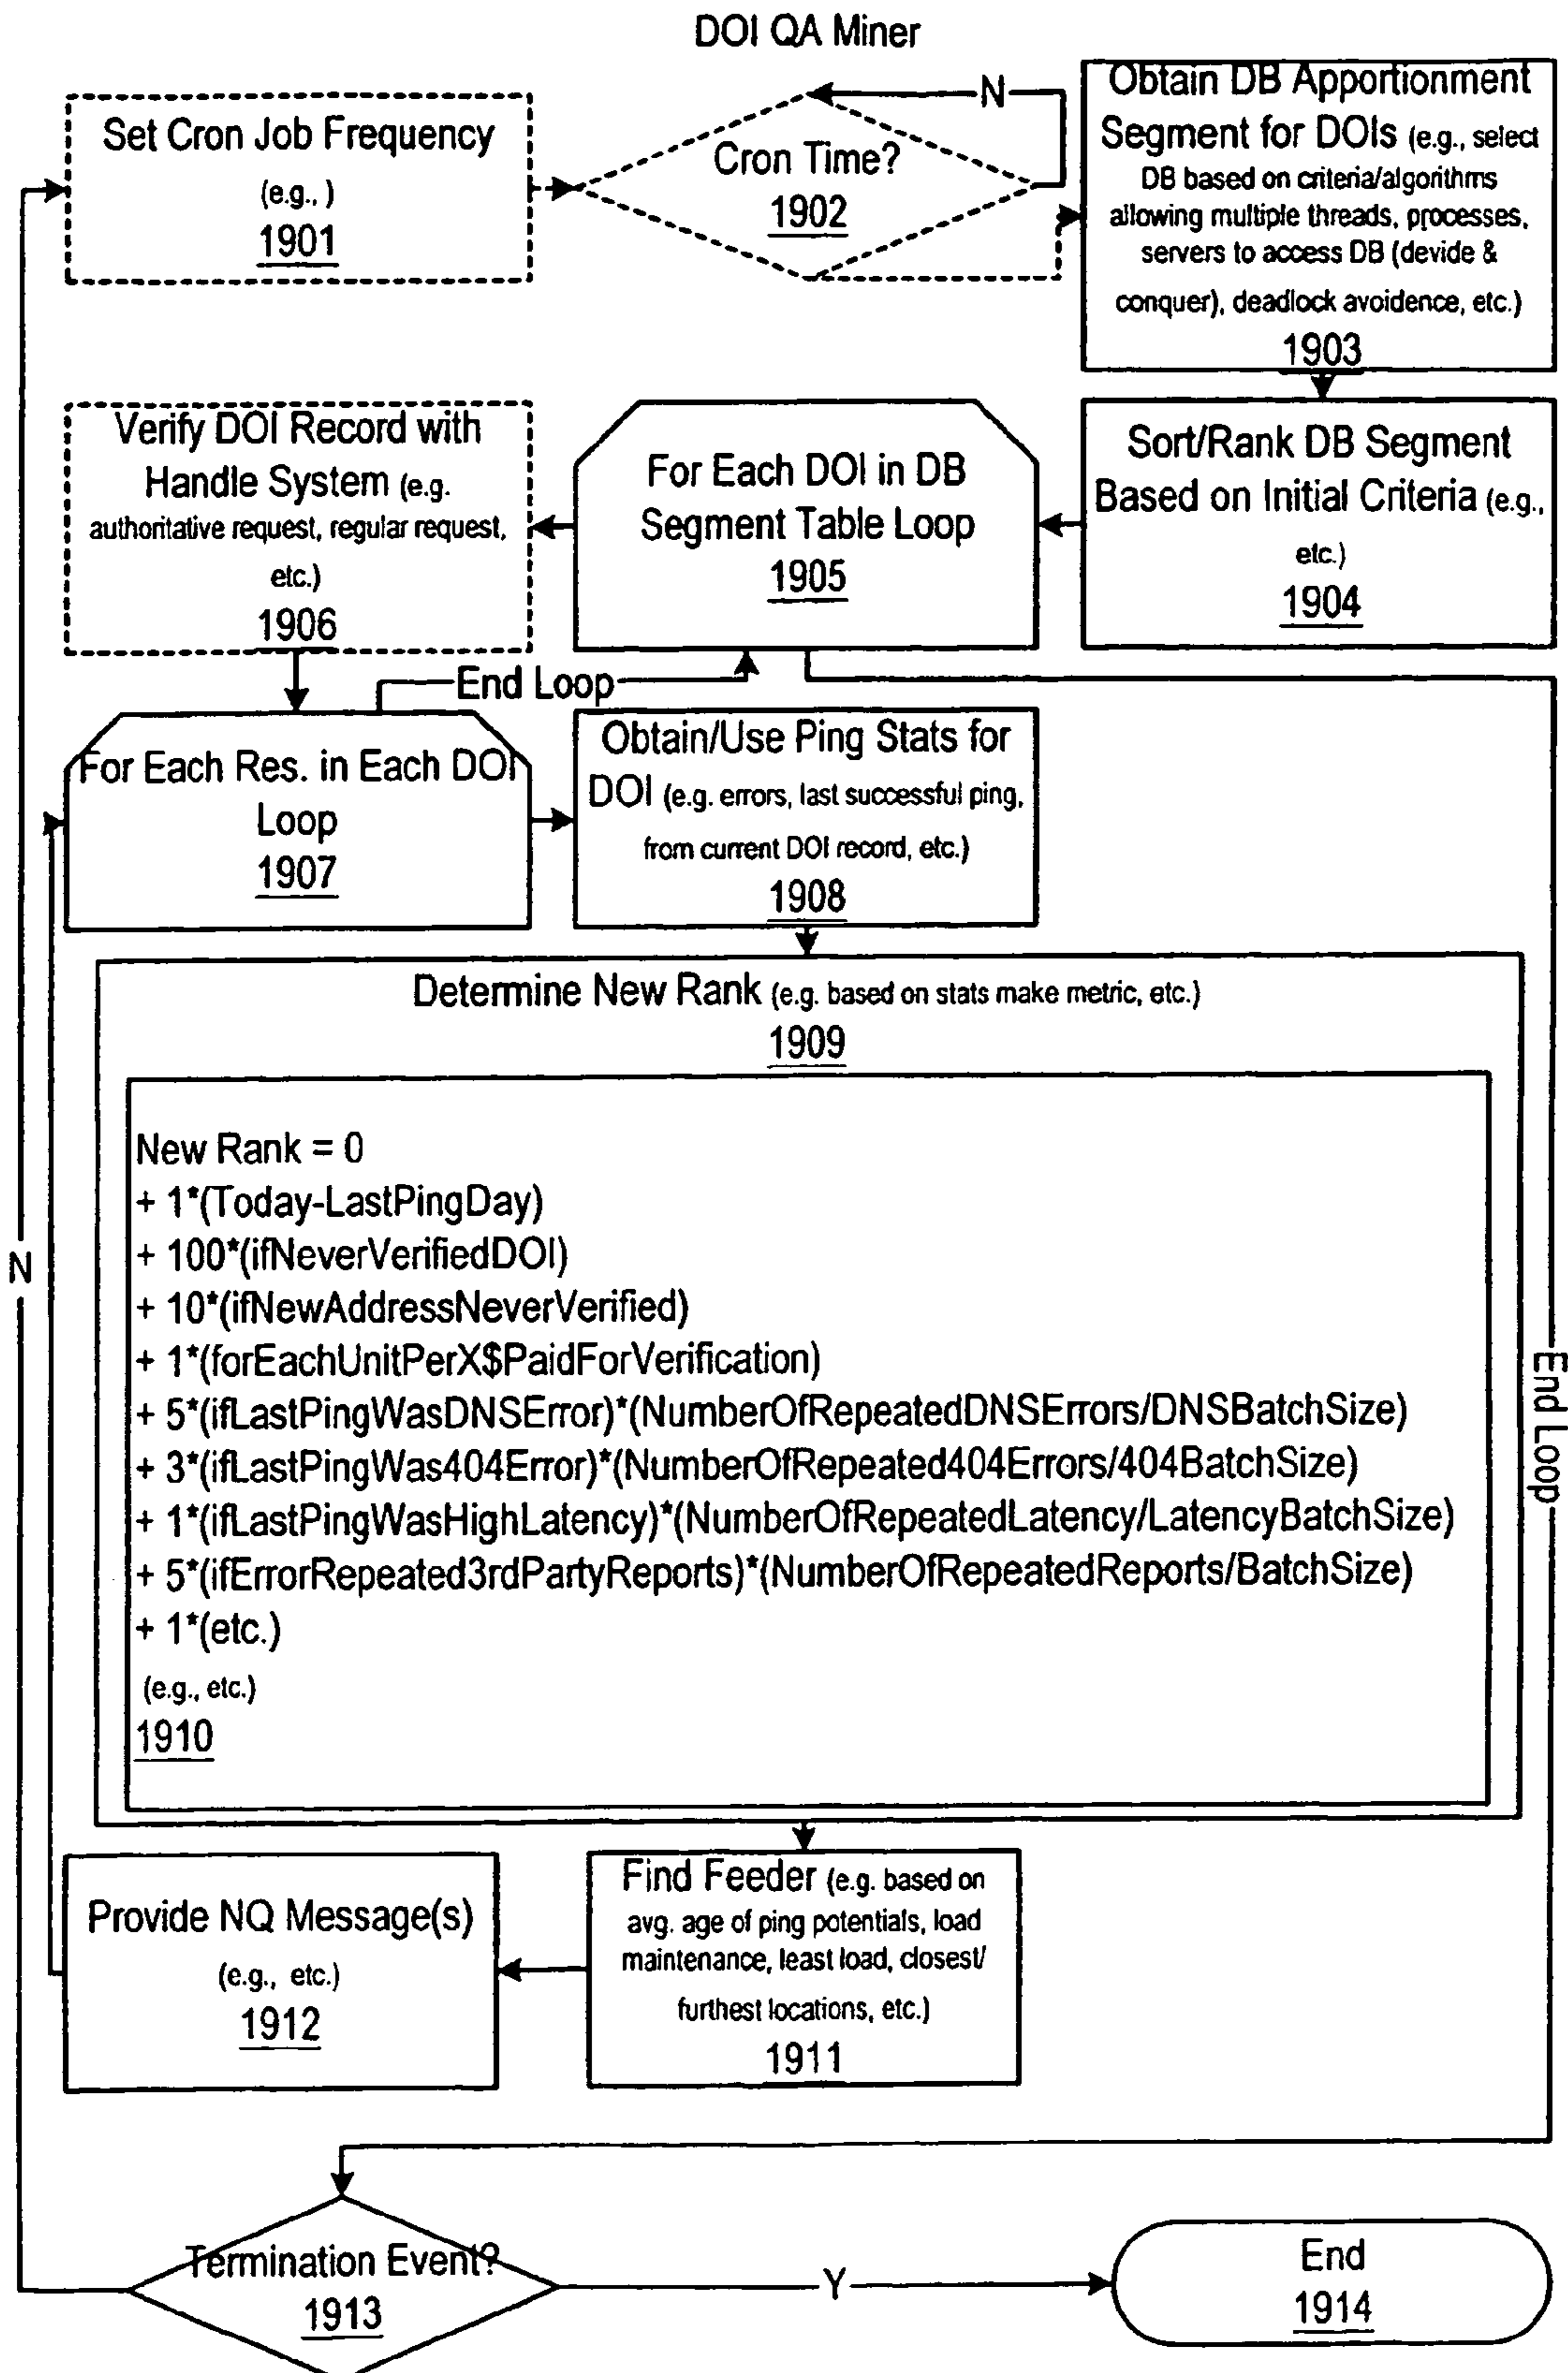 DOI QA Miner
Set Cron Job Frequency
(e.g., )
1901
Cron Time?
1902
N
Obtain DB Apportionment
Segment for DOIs (e.g., select
DB based on criteria/algorithms
allowing multiple threads, processes,
servers to access DB (devide &
conquer), deadlock avoidence, etc.)
1903
Sort/Rank DB Segment
Based on Initial Criteria (e.g.,
etc.)
1904
For Each DOI in DB
Segment Table Loop
1905
Verify DOI Record with
Handle System (e.g.
authoritative request, regular request,
etc.)
1906
End Loop
For Each Res. in Each DOI
Loop
1907
Obtain/Use Ping Stats for
DOI (e.g. errors, last successful ping,
from current DOI record, etc.)
1908
Determine New Rank (e.g. based on stats make metric, etc.)
1909
New Rank = 0
+ 1*(Today-LastPingDay)
+ 100*(ifNeverVerifiedDOI)
+ 10*(ifNewAddressNeverVerified)
+ 1*(forEachUnitPerX$PaidForVerification)
+ 5*(ifLastPingWasDNSError)*(NumberOfRepeatedDNSErrors/DNSBatchSize)
+ 3*(ifLastPingWas404Error)*(NumberOfRepeated404Errors/404BatchSize)
+ 1*(ifLastPingWasHighLatency)*(NumberOfRepeatedLatency/LatencyBatchSize)
+ 5*(ifErrorRepeated3rdPartyReports)*(NumberOfRepeatedReports/BatchSize)
+ 1*(etc.)
(e.g., etc.)
1910
N
End Loop
Find Feeder (e.g. based on
avg. age of ping potentials, load
maintenance, least load, closest/
furthest locations, etc.)
1911
Provide NQ Message(s)
(e.g., etc.)
1912
Termination Event?
1913
Y
End
1914